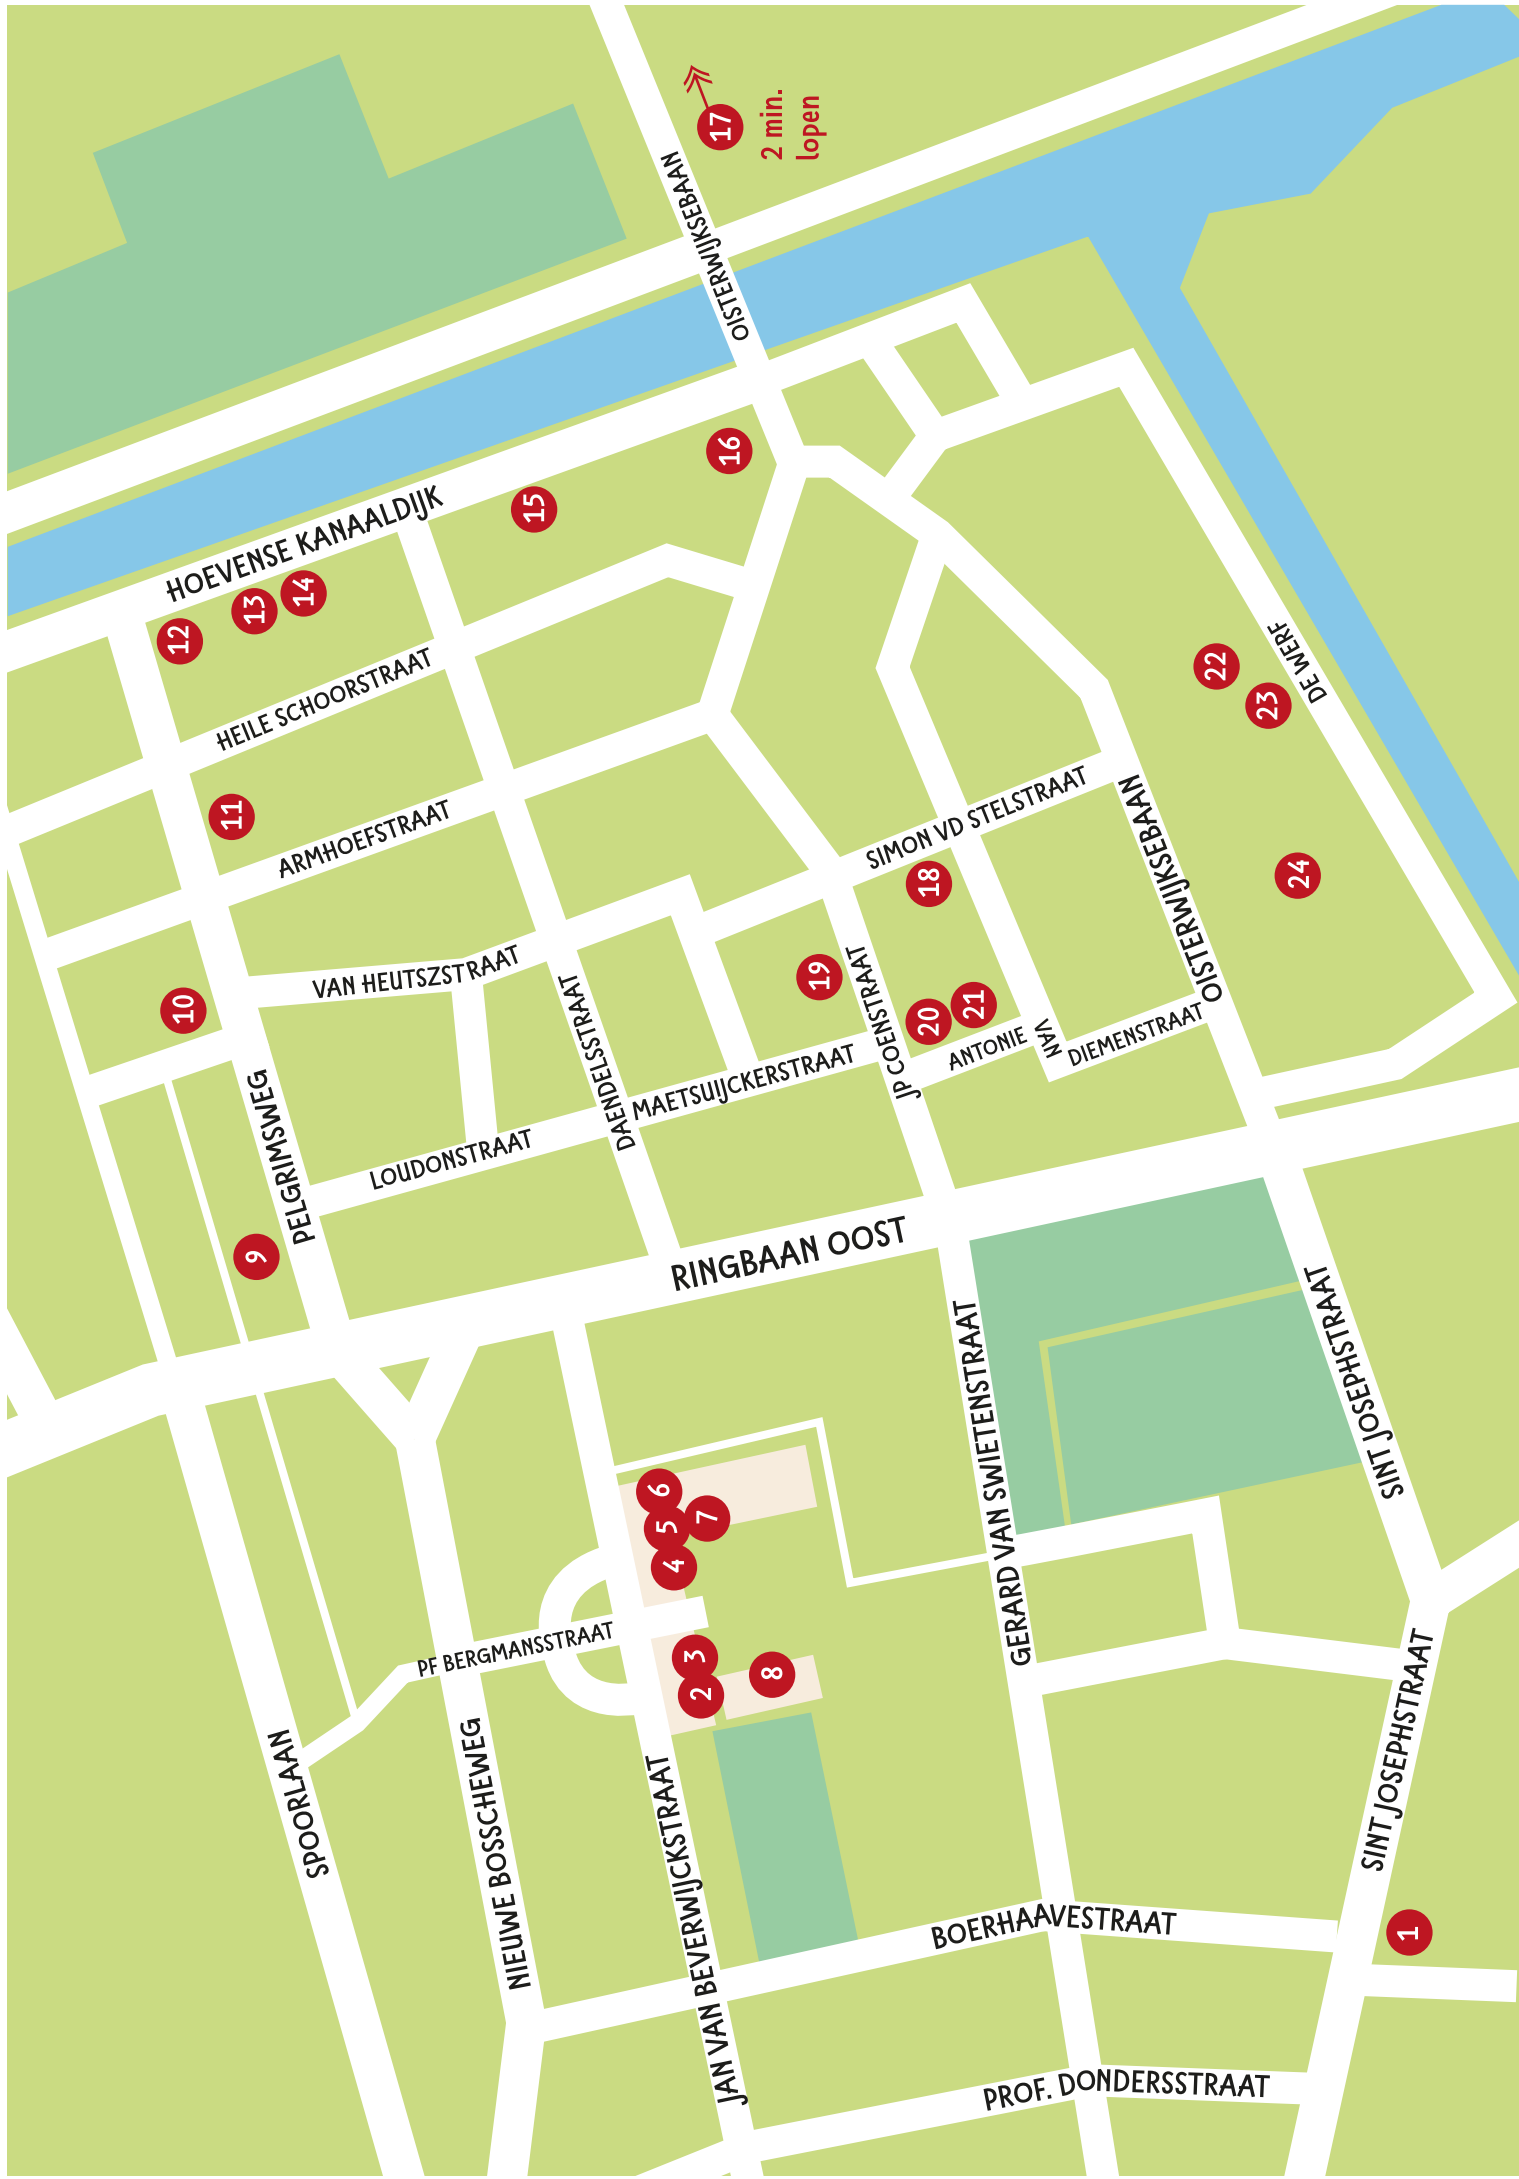 17
2 min.
lopen
OISTERWIJKSEBAAN
16
15
HOEVENSE KANAALDIJK
14
13
12
HEILE SCHOORSTRAAT
11
ARMHOEFSTRAAT
22
23
DE WERF
24
SIMON VD STELSTRAAT
18
OISTERWIJKSEBAAN
19
JP COENSTRAAT
20
21
ANTONIE
VAN
DIEMENSTRAAT
10
VAN HEUTSZSTRAAT
DAENDELSSTRAAT
MAETSUIJCKERSTRAAT
LOUDONSTRAAT
PELGRIMSWEG
9
RINGBAAN OOST
GERARD VAN SWIETENSTRAAT
SINT JOSEPHSTRAAT
6
5
7
4
3
2
8
PF BERGMANSSTRAAT
SPOORLAAN
NIEUWE BOSSCHEWEG
JAN VAN BEVERWIJCKSTRAAT
SINT JOSEPHSTRAAT
BOERHAAVESTRAAT
1
PROF. DONDERSSTRAAT